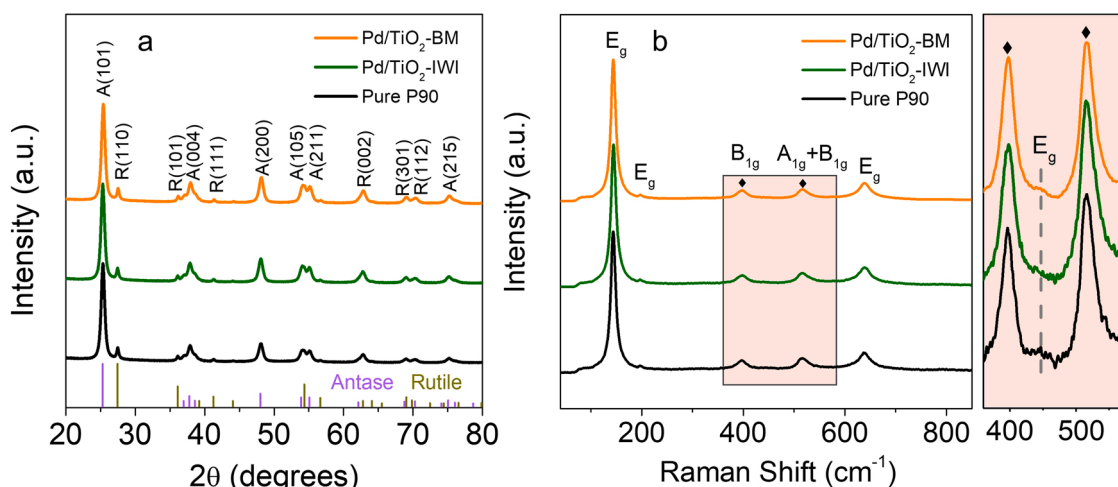 a
Pd/TiO2-BM
Pd/TiO2-IWI
Pure P90
A(101)
R(110)
R(101)
A(004)
R(111)
A(200)
A(105)
A(211)
R(002)
R(301)
R(112)
A(215)
Antase
Rutile
Intensity (a.u.)
20 30 40 50 60 70 80
2θ (degrees)
b
Pd/TiO2-BM
Pd/TiO2-IWI
Pure P90
Eg
Eg
B1g
A1g+B1g
Eg
Intensity (a.u.)
200 400 600 800
Raman Shift (cm-1)
Eg
400 500